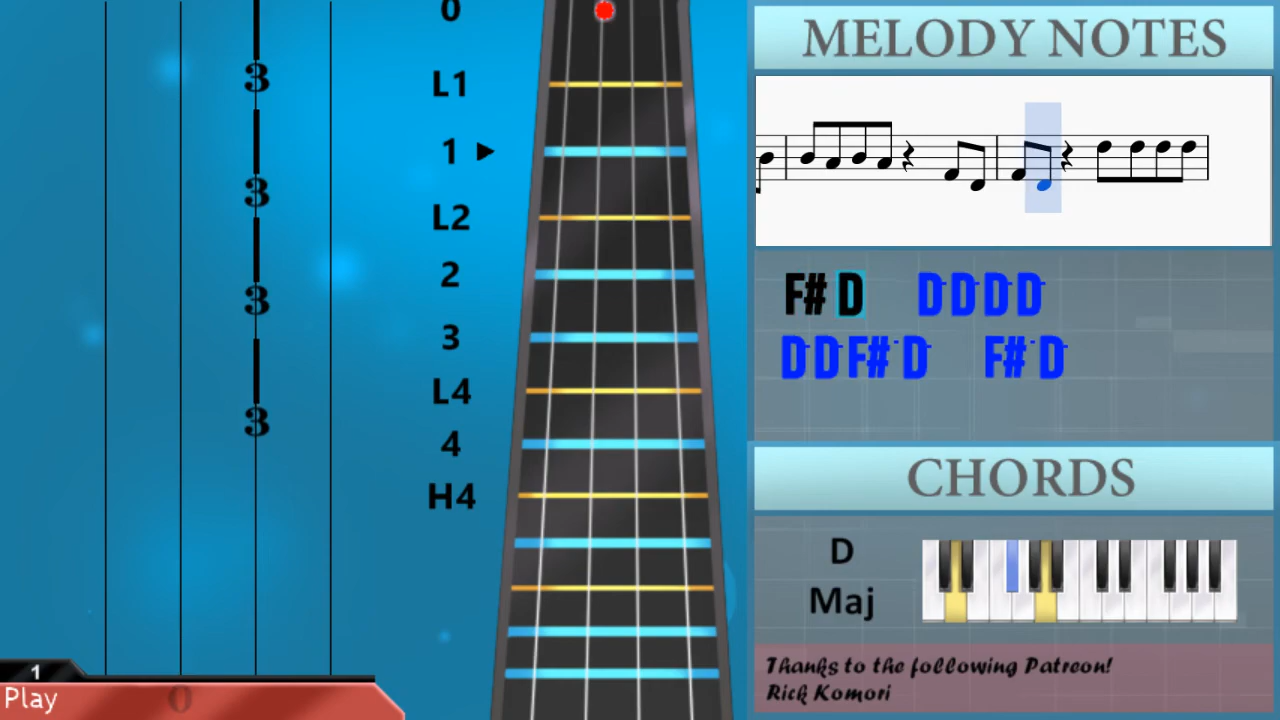 3
3
3
3
0
L1
1
L2
2
3
L4
4
H4
1
Play
0
MELODY NOTES
F# D D D D D
D D F# D F# D
CHORDS
D
Maj
Thanks to the following Patreon!
Rick Komori